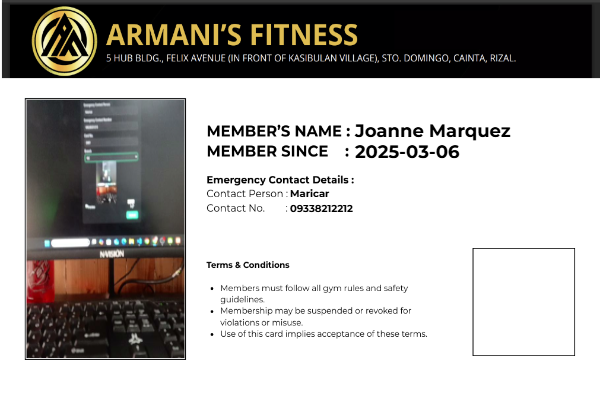 ARMANI'S FITNESS
5 HUB BLDG., FELIX AVENUE (IN FRONT OF KASIBULAN VILLAGE), STO. DOMINGO, CAINTA, RIZAL.
MEMBER'S NAME : Joanne Marquez
MEMBER SINCE : 2025-03-06
Emergency Contact Details :
Contact Person : Maricar
Contact No. : 09338212212
Terms & Conditions
• Members must follow all gym rules and safety
guidelines.
• Membership may be suspended or revoked for
violations or misuse.
• Use of this card implies acceptance of these terms.
NVISION